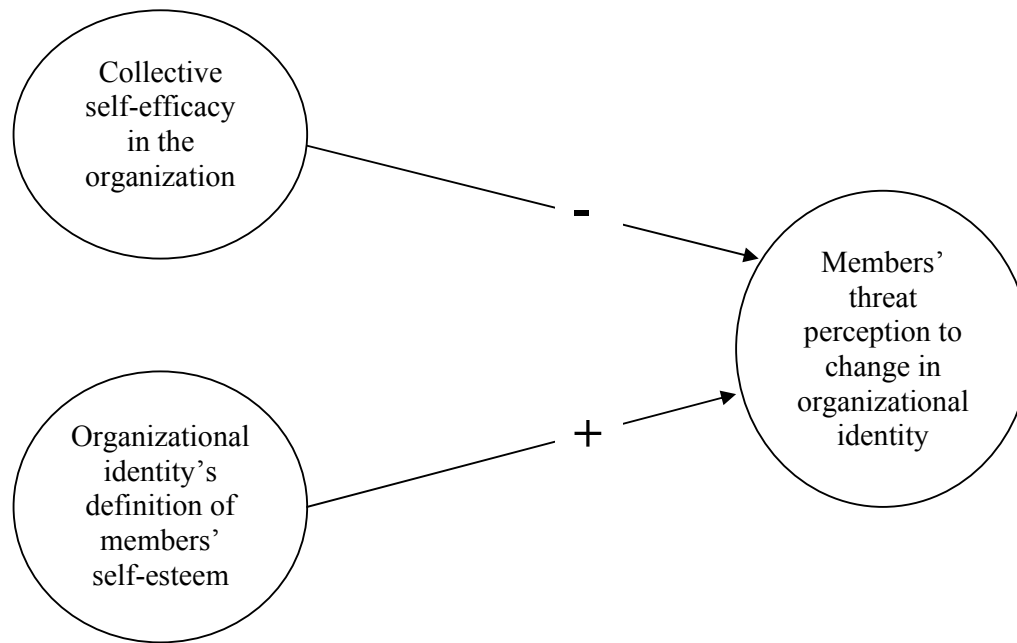 Collective
self-efficacy
in the
organization
-
Members’
threat
perception to
change in
organizational
identity
+
Organizational
identity’s
definition of
members’
self-esteem